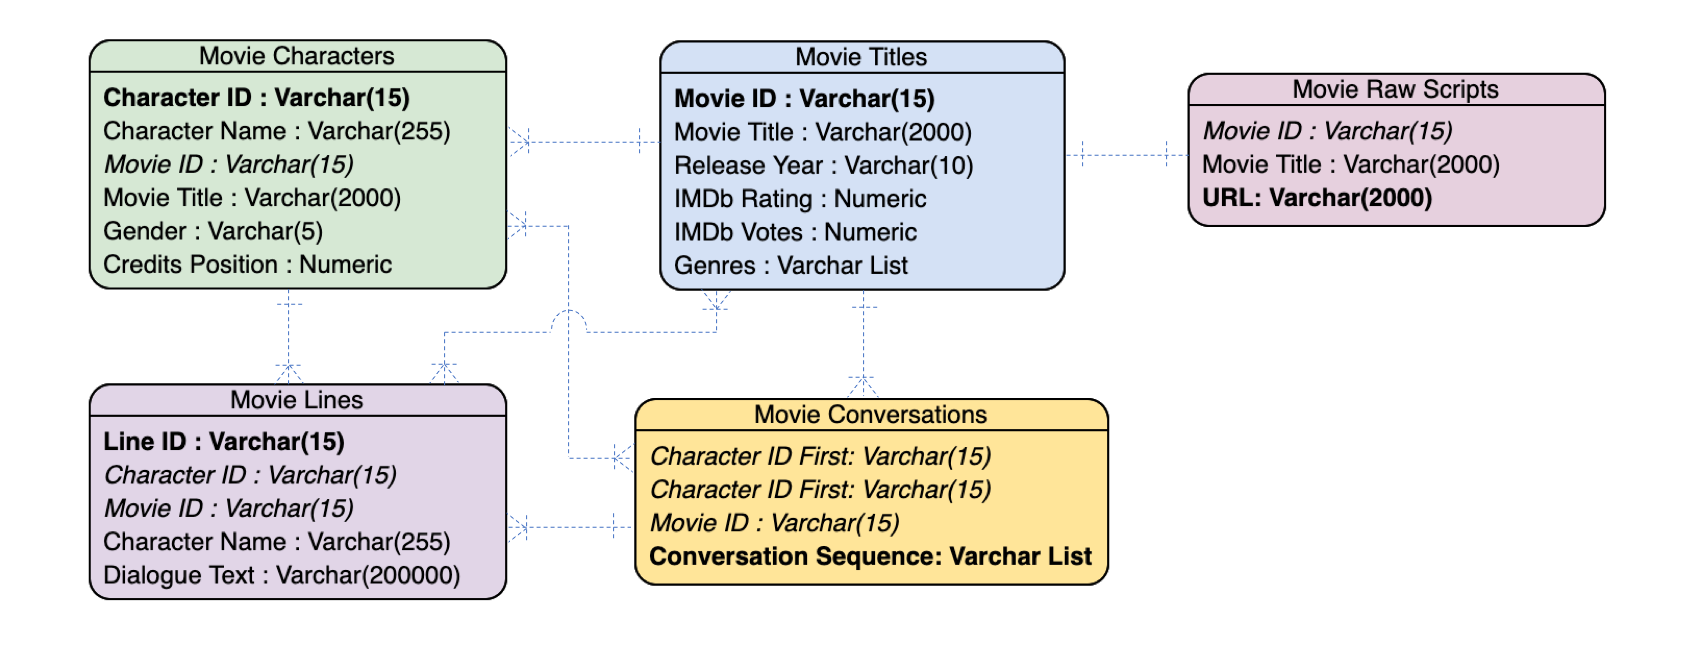 Movie Characters
Character ID : Varchar(15)
Character Name : Varchar(255)
Movie ID : Varchar(15)
Movie Title : Varchar(2000)
Gender : Varchar(5)
Credits Position : Numeric
Movie Titles
Movie ID : Varchar(15)
Movie Title : Varchar(2000)
Release Year : Varchar(10)
IMDb Rating : Numeric
IMDb Votes : Numeric
Genres : Varchar List
Movie Raw Scripts
Movie ID : Varchar(15)
Movie Title : Varchar(2000)
URL: Varchar(2000)
Movie Lines
Line ID : Varchar(15)
Character ID : Varchar(15)
Movie ID : Varchar(15)
Character Name : Varchar(255)
Dialogue Text : Varchar(200000)
Movie Conversations
Character ID First: Varchar(15)
Character ID First: Varchar(15)
Movie ID : Varchar(15)
Conversation Sequence: Varchar List